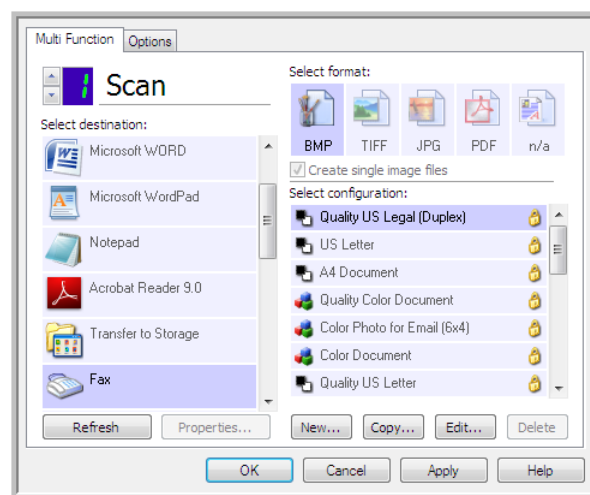 Multi Function Options
1 Scan
Select destination:
Microsoft WORD
Microsoft WordPad
Notepad
Acrobat Reader 9.0
Transfer to Storage
Fax
Refresh Properties...
Select format:
BMP TIFF JPG PDF n/a
Create single image files
Select configuration:
Quality US Legal (Duplex)
US Letter
A4 Document
Quality Color Document
Color Photo for Email (6x4)
Color Document
Quality US Letter
New... Copy... Edit... Delete
OK Cancel Apply Help